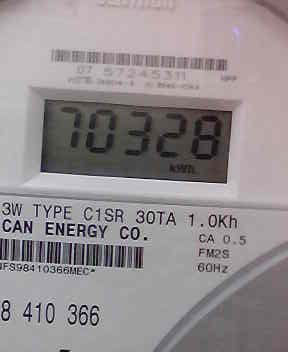 07 57245311
70328
kWh
3W TYPE C1SR 30TA 1.0Kh
CAN ENERGY CO.
CA 0.5
FM2S
60Hz
NFS98410366MEC*
8 410 366